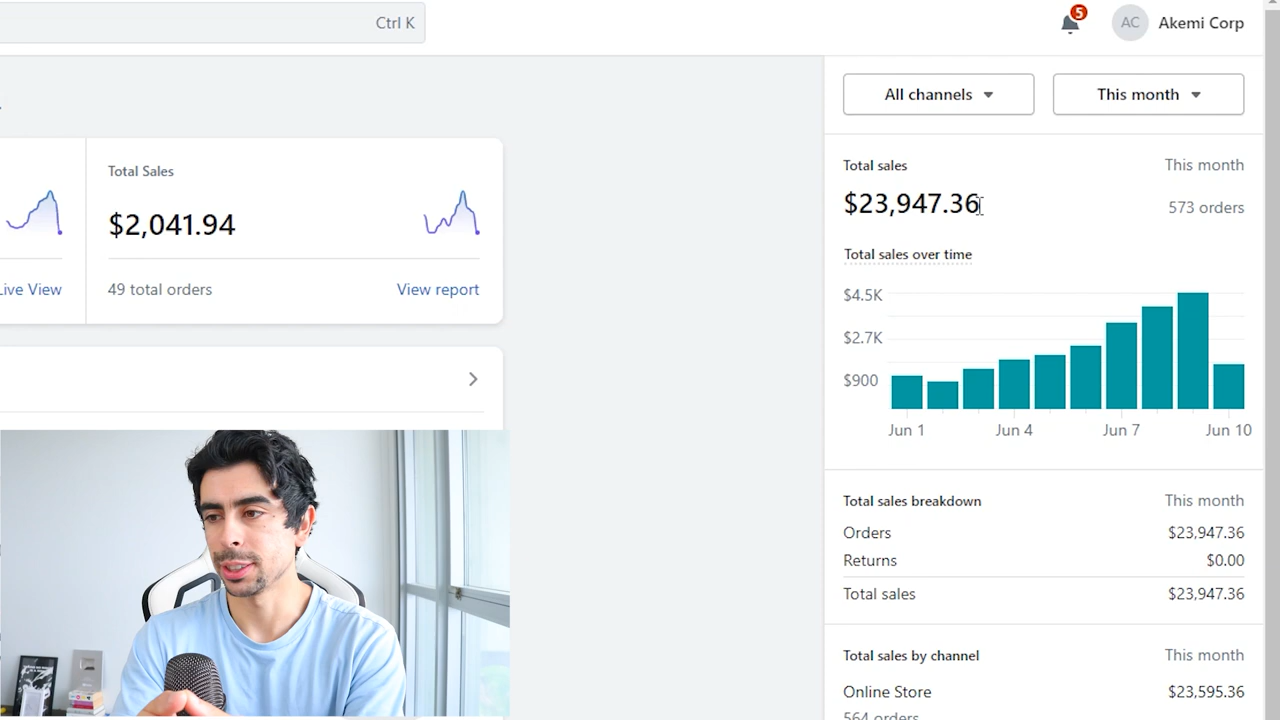 Ctrl K
5
AC
Akemi Corp
All channels
This month
Total Sales
$2,041.94
Live View
49 total orders
View report
Total sales
This month
$23,947.36
573 orders
Total sales over time
$4.5K
$2.7K
$900
Jun 1
Jun 4
Jun 7
Jun 10
Total sales breakdown
This month
Orders
$23,947.36
Returns
$0.00
Total sales
$23,947.36
Total sales by channel
This month
Online Store
$23,595.36
564 orders